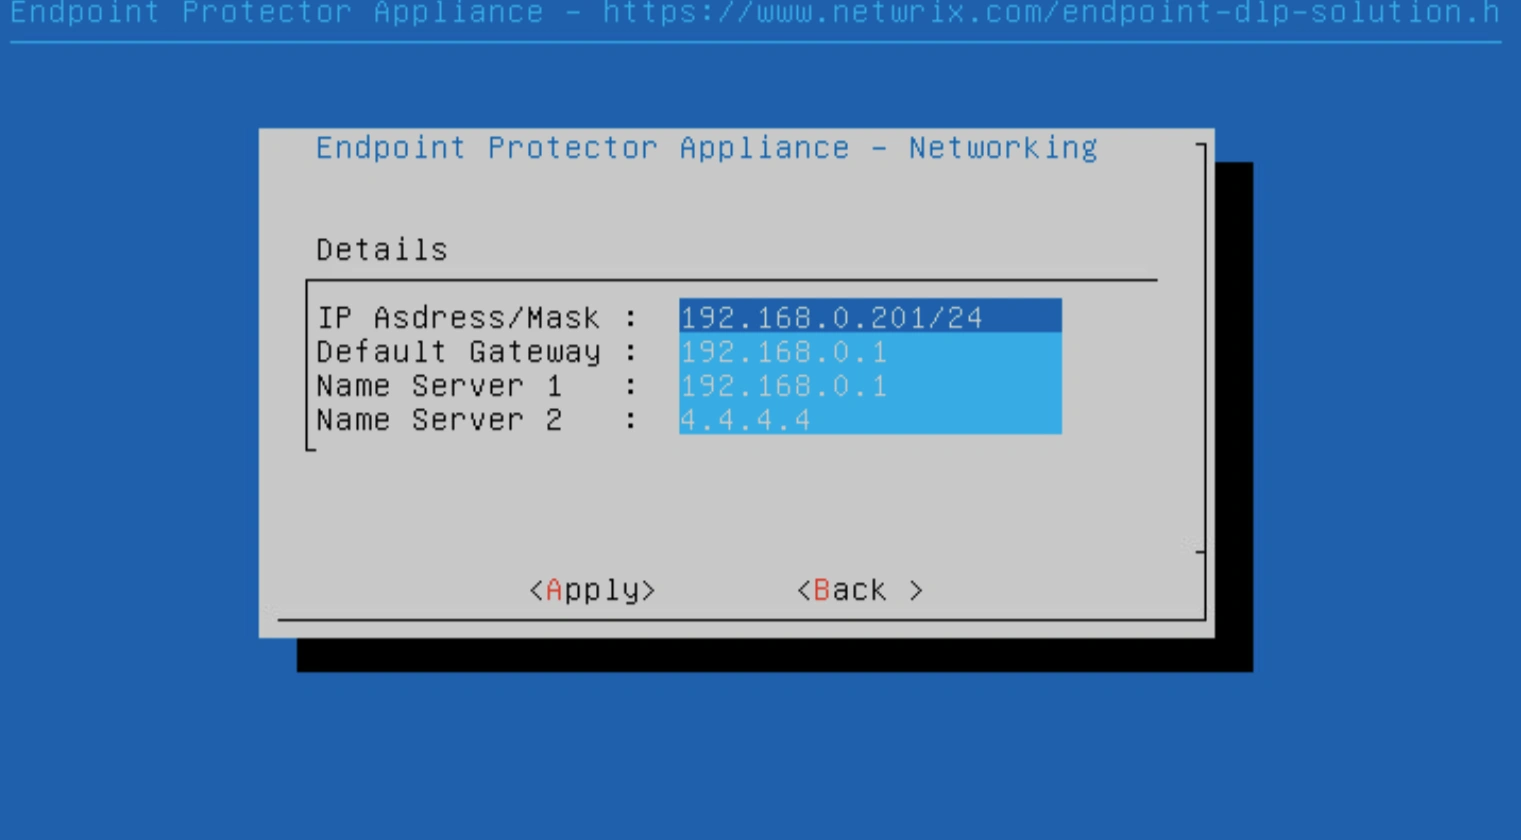 Endpoint Protector Appliance - https://www.netwrix.com/endpoint-dlp-solution.h
Endpoint Protector Appliance - Networking
Details
IP Asdress/Mask : 192.168.0.201/24
Default Gateway : 192.168.0.1
Name Server 1 : 192.168.0.1
Name Server 2 : 4.4.4.4
<Apply> <Back >